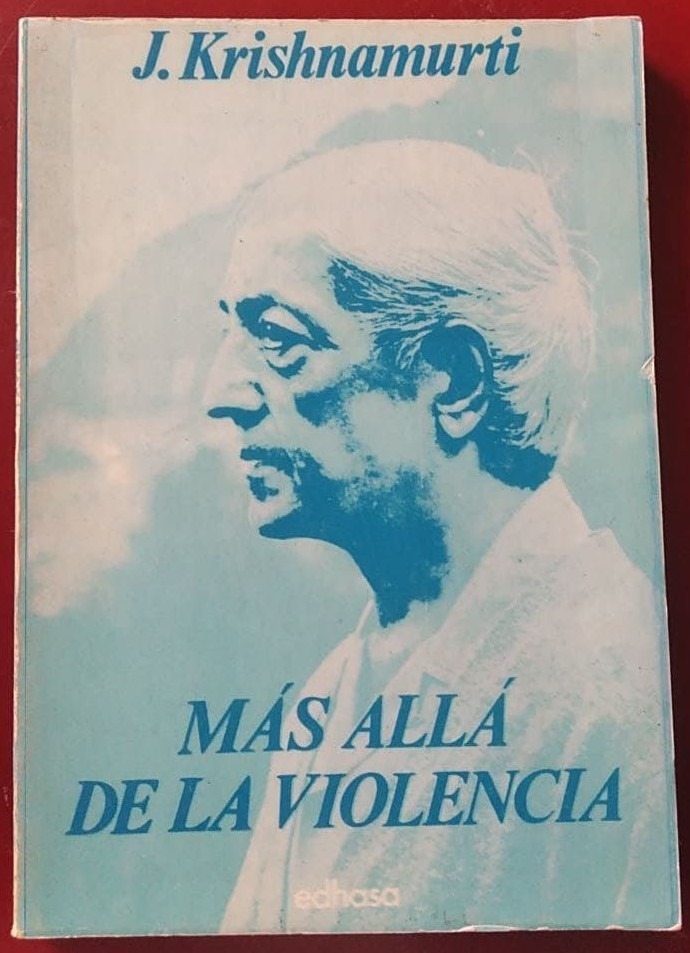 J. Krishnamurti
MÁS ALLÁ
DE LA VIOLENCIA
edhasa